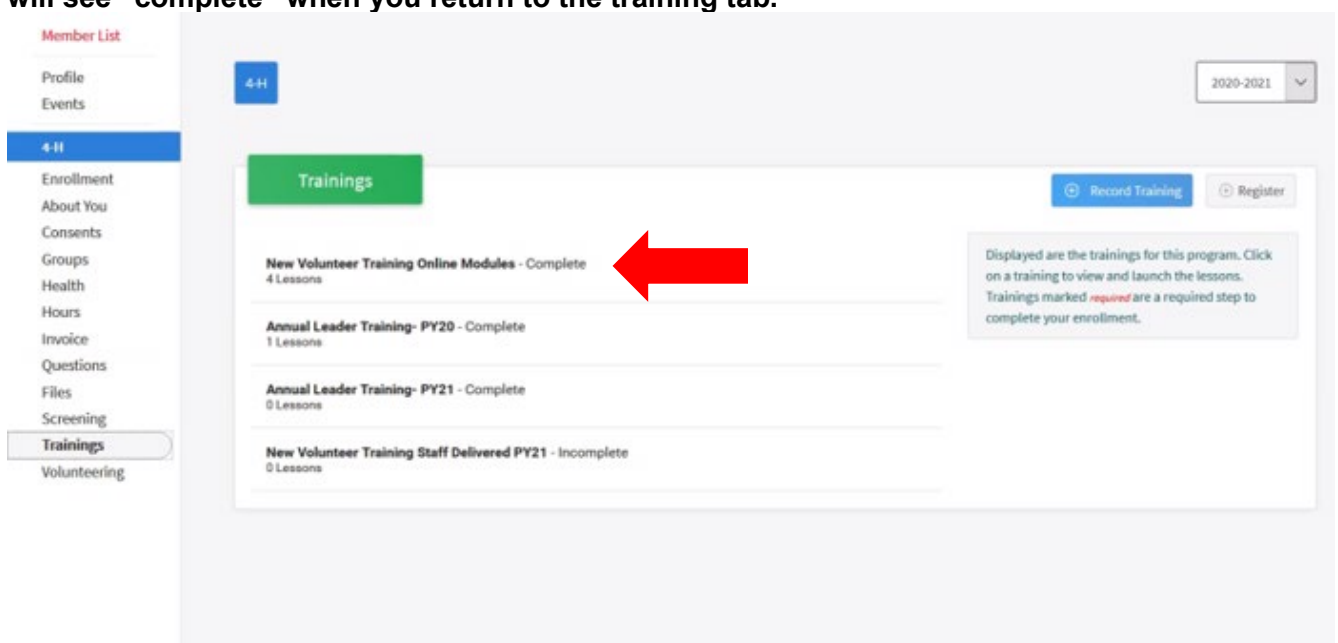 will see "complete" when you return to the training tab.
Member List
Profile
Events
4-H
Enrollment
About You
Consents
Groups
Health
Hours
Invoice
Questions
Files
Screening
Trainings
Volunteering
4-H
2020-2021
Trainings
Record Training
Register
New Volunteer Training Online Modules - Complete
4 Lessons
Annual Leader Training- PY20 - Complete
1 Lessons
Annual Leader Training- PY21 - Complete
0 Lessons
New Volunteer Training Staff Delivered PY21 - Incomplete
0 Lessons
Displayed are the trainings for this program. Click
on a training to view and launch the lessons.
Trainings marked required are a required step to
complete your enrollment.